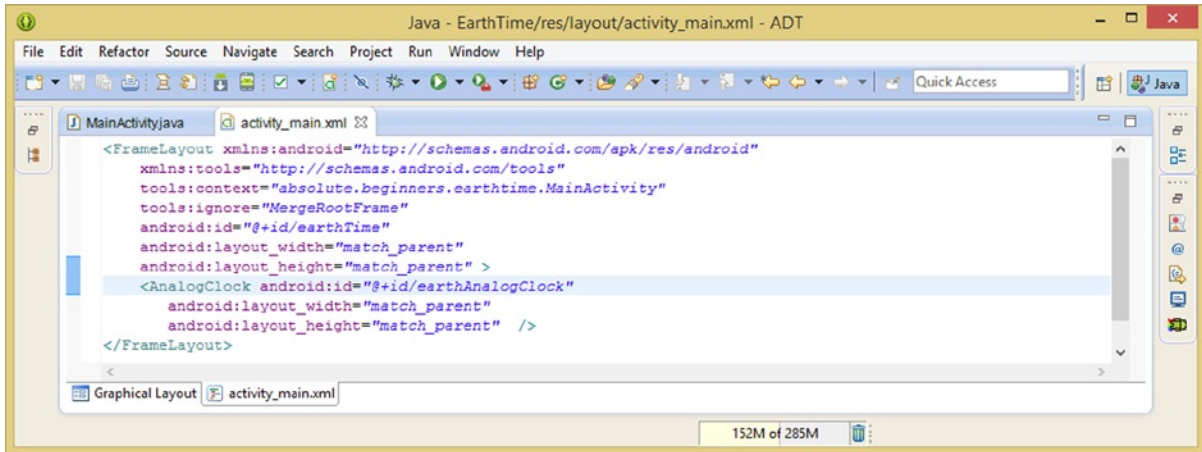 Java - EarthTime/res/layout/activity_main.xml - ADT
File Edit Refactor Source Navigate Search Project Run Window Help
Quick Access
Java
MainActivity.java
activity_main.xml
<FrameLayout xmlns:android="http://schemas.android.com/apk/res/android"
xmlns:tools="http://schemas.android.com/tools"
tools:context="absolute.beginners.earthtime.MainActivity"
tools:ignore="MergeRootFrame"
android:id="@+id/earthTime"
android:layout_width="match_parent"
android:layout_height="match_parent" >
<AnalogClock android:id="@+id/earthAnalogClock"
android:layout_width="match_parent"
android:layout_height="match_parent" />
</FrameLayout>
Graphical Layout
activity_main.xml
152M of 285M